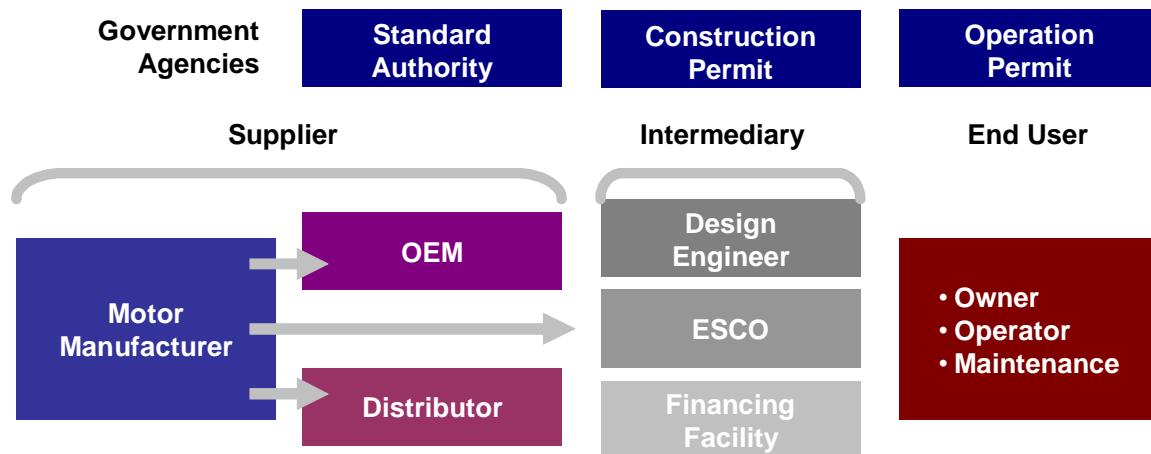 Government
Agencies
Standard
Authority
Construction
Permit
Operation
Permit
Supplier
Intermediary
End User
Motor
Manufacturer
OEM
Distributor
Design
Engineer
ESCO
Financing
Facility
• Owner
• Operator
• Maintenance